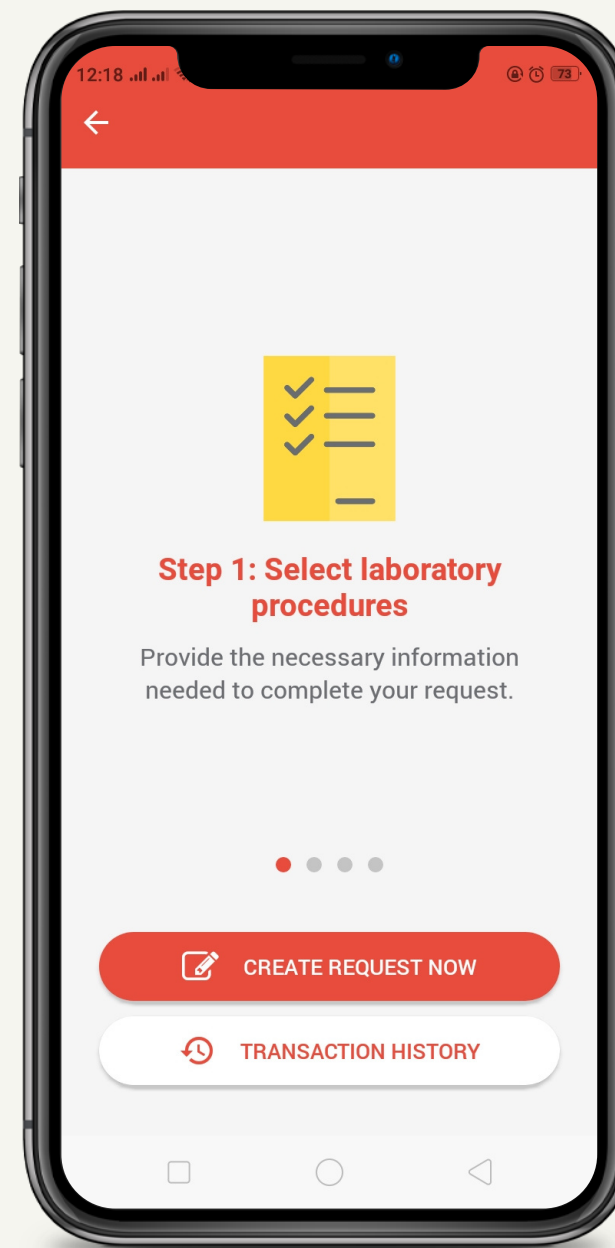 12:18
73
Step 1: Select laboratory
procedures
Provide the necessary information
needed to complete your request.
CREATE REQUEST NOW
TRANSACTION HISTORY